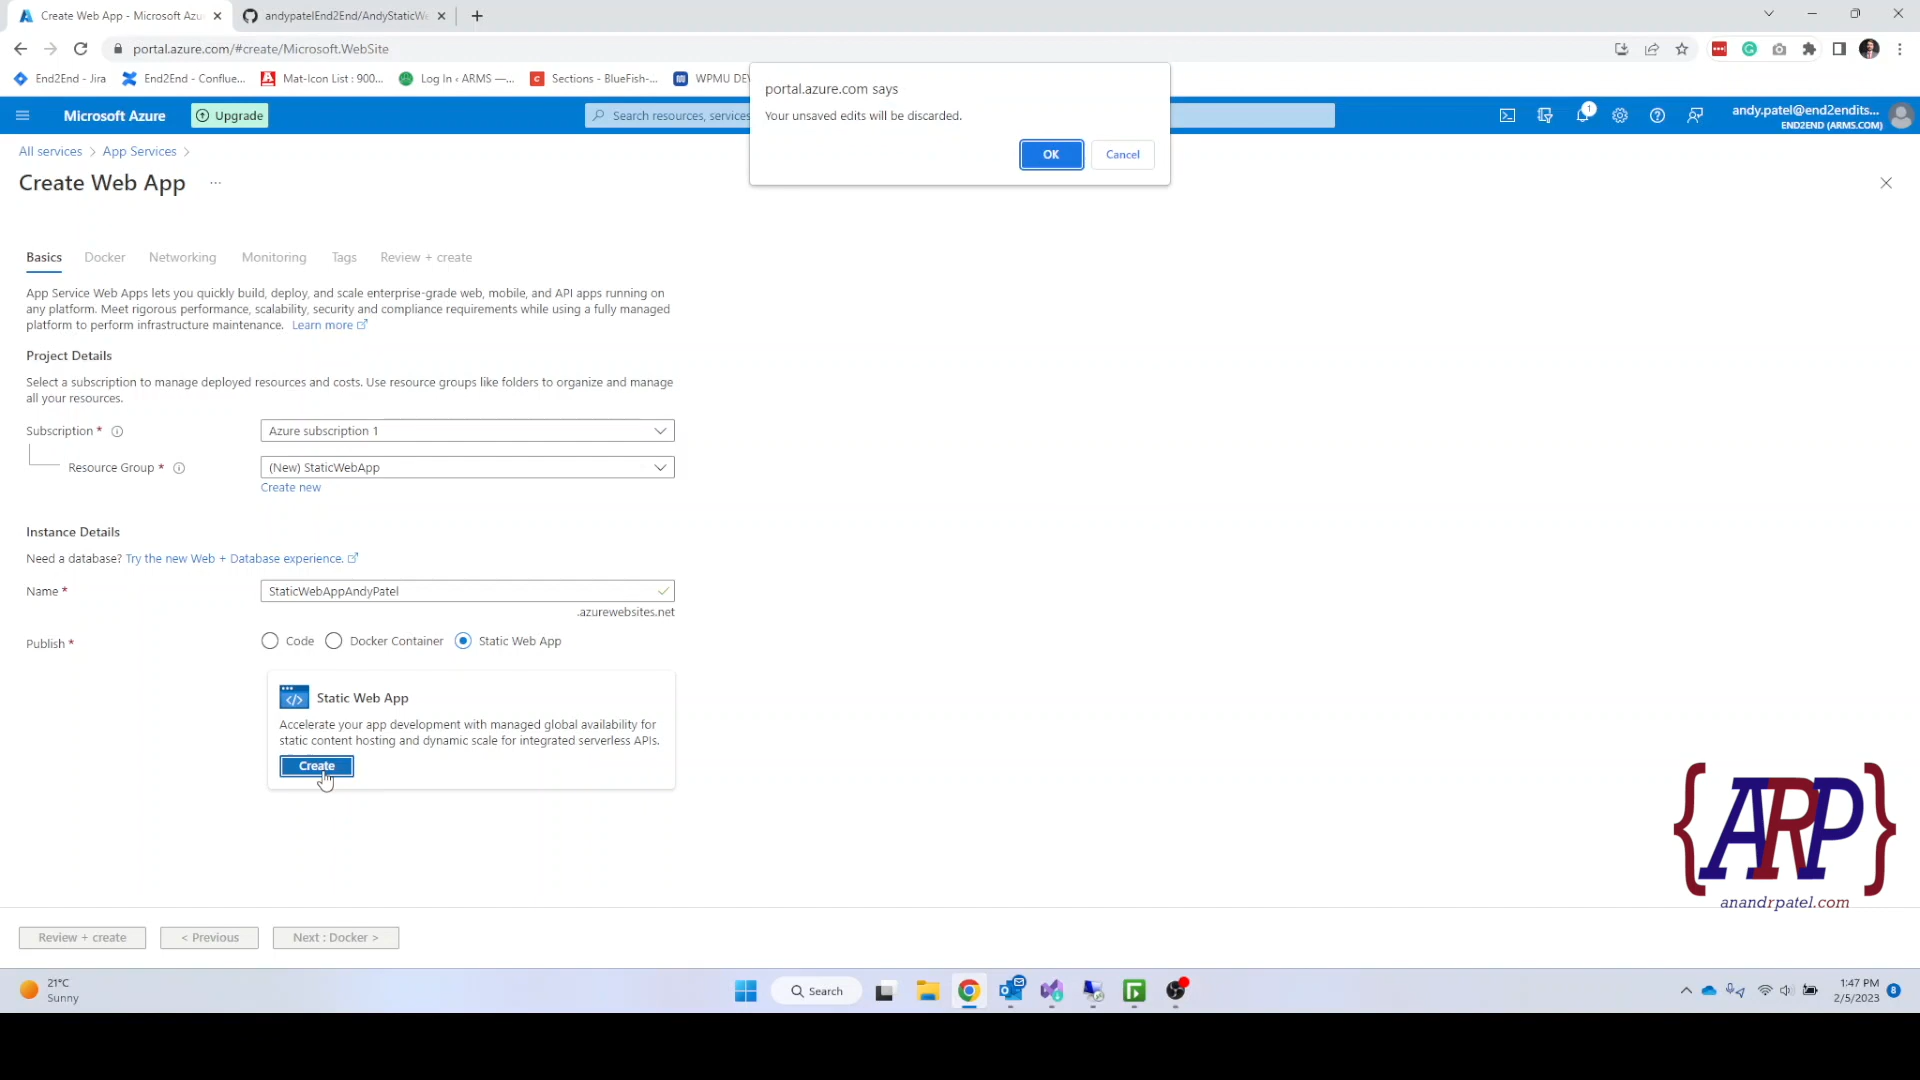 Create Web App - Microsoft Azu
andypatelEnd2End/AndyStaticWe
portal.azure.com/#create/Microsoft.WebSite
End2End - Jira
End2End - Conflue...
Mat-Icon List : 900...
Log In ‹ ARMS —...
Sections - BlueFish-...
WPMU DEV
portal.azure.com says
Your unsaved edits will be discarded.
OK
Cancel
Microsoft Azure
Upgrade
Search resources, services
1
andy.patel@end2endits...
END2END (ARMS.COM)
All services > App Services >
Create Web App ...
Basics
Docker
Networking
Monitoring
Tags
Review + create
App Service Web Apps lets you quickly build, deploy, and scale enterprise-grade web, mobile, and API apps running on
any platform. Meet rigorous performance, scalability, security and compliance requirements while using a fully managed
platform to perform infrastructure maintenance. Learn more
Project Details
Select a subscription to manage deployed resources and costs. Use resource groups like folders to organize and manage
all your resources.
Subscription *
Azure subscription 1
Resource Group *
(New) StaticWebApp
Create new
Instance Details
Need a database? Try the new Web + Database experience.
Name *
StaticWebAppAndyPatel
.azurewebsites.net
Publish *
Code
Docker Container
Static Web App
Static Web App
Accelerate your app development with managed global availability for
static content hosting and dynamic scale for integrated serverless APIs.
Create
{ARP}
anandrpatel.com
Review + create
< Previous
Next : Docker >
21°C
Sunny
Search
1:47 PM
2/5/2023
8